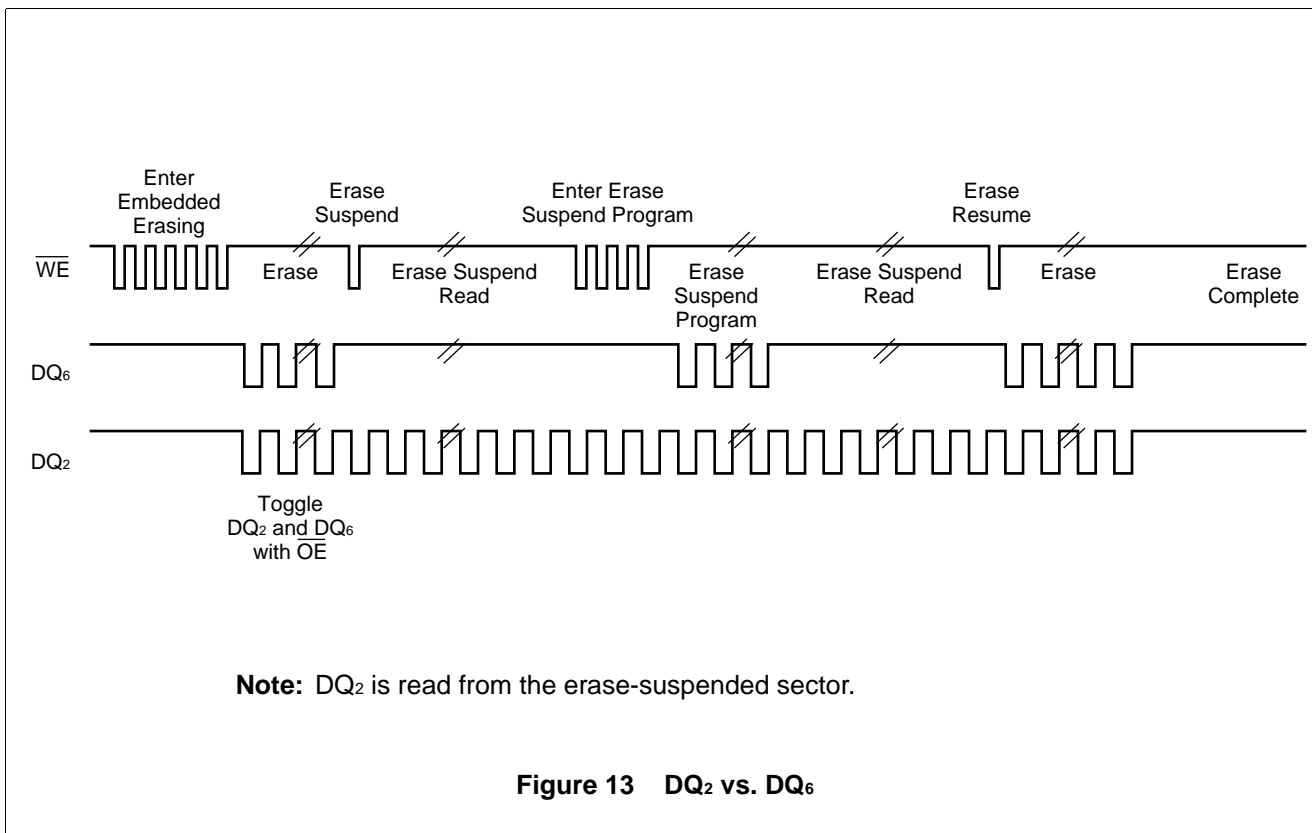 Enter
Embedded
Erasing
Erase
Suspend
Enter Erase
Suspend Program
Erase
Resume
WE
Erase
Erase Suspend
Read
Erase
Suspend
Program
Erase Suspend
Read
Erase
Erase
Complete
DQ6
DQ2
Toggle
DQ2 and DQ6
with OE
Note: DQ2 is read from the erase-suspended sector.
Figure 13 DQ2 vs. DQ6